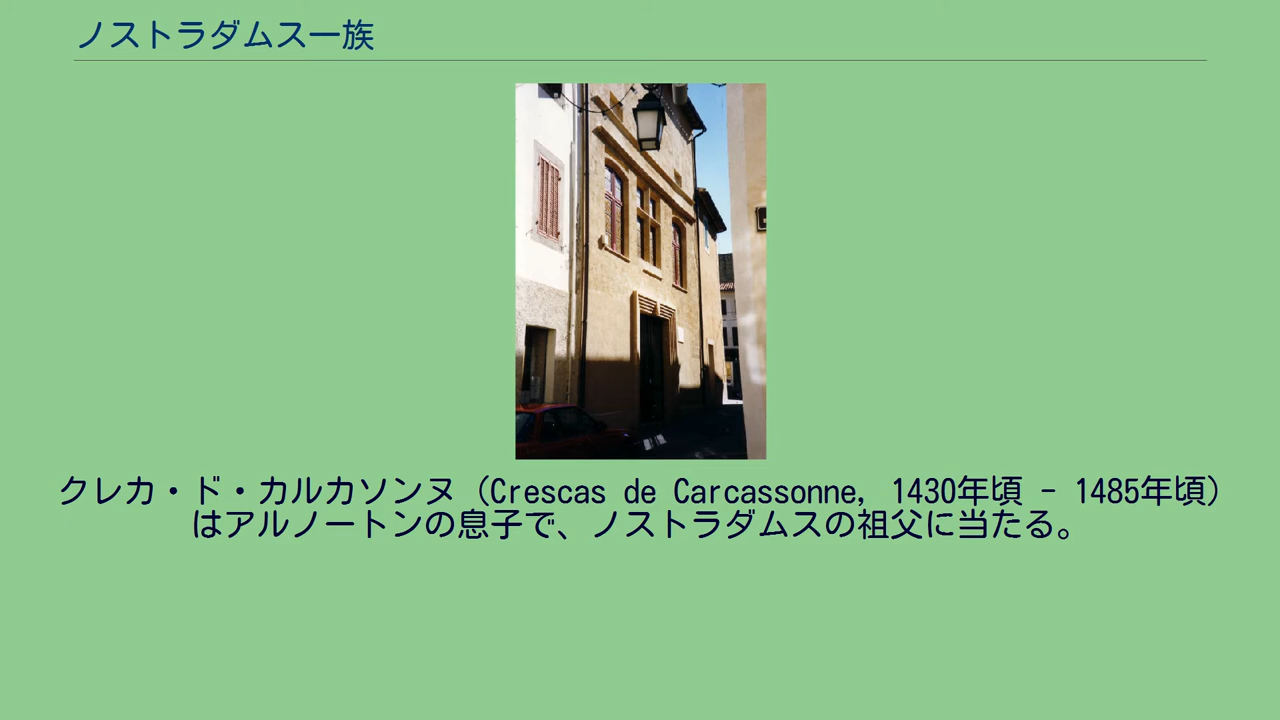 ノストラダムス一族
クレカ・ド・カルカソンヌ（Crescas de Carcassonne, 1430年頃 - 1485年頃）
はアルノートンの息子で、ノストラダムスの祖父に当たる。